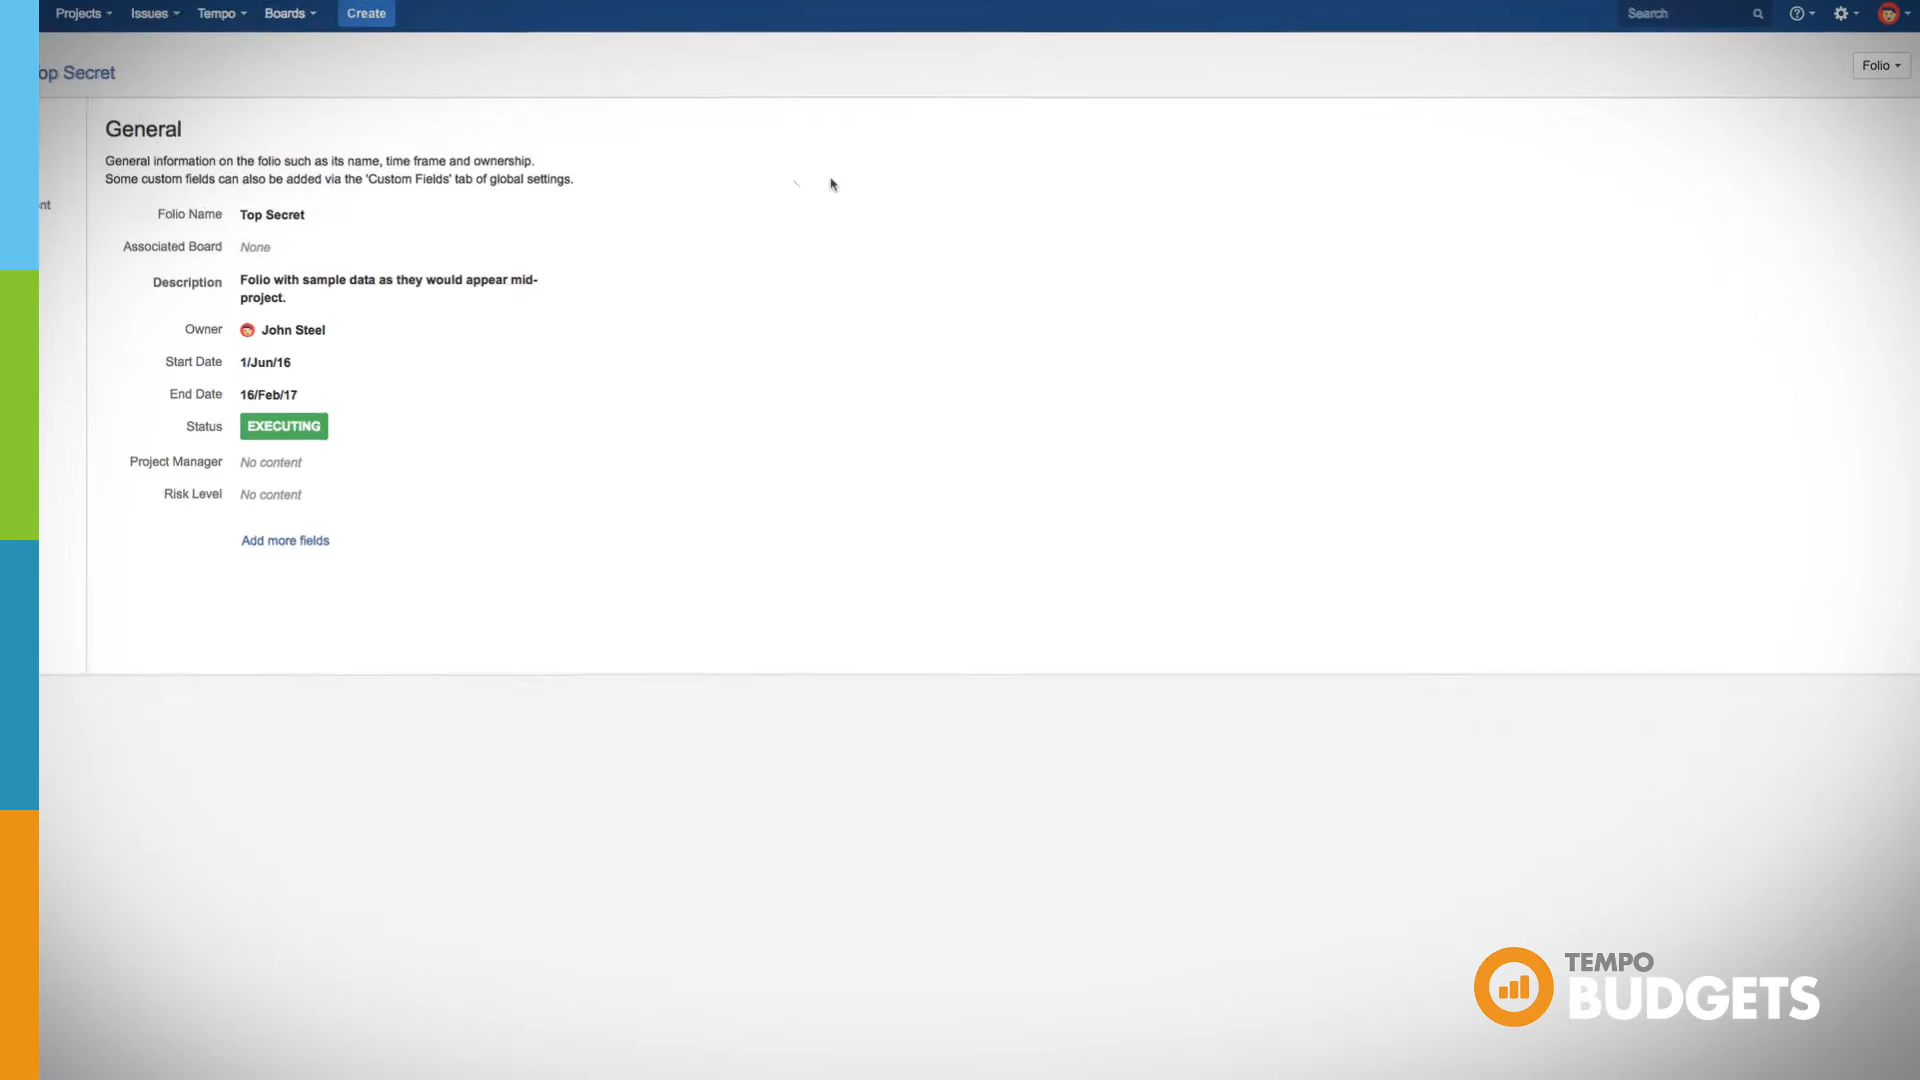 Projects Issues Tempo Boards Create Search
op Secret
Folio
General
General information on the folio such as its name, time frame and ownership.
Some custom fields can also be added via the 'Custom Fields' tab of global settings.
nt
Folio Name Top Secret
Associated Board None
Description Folio with sample data as they would appear mid-
project.
Owner John Steel
Start Date 1/Jun/16
End Date 16/Feb/17
Status EXECUTING
Project Manager No content
Risk Level No content
Add more fields
TEMPO
BUDGETS